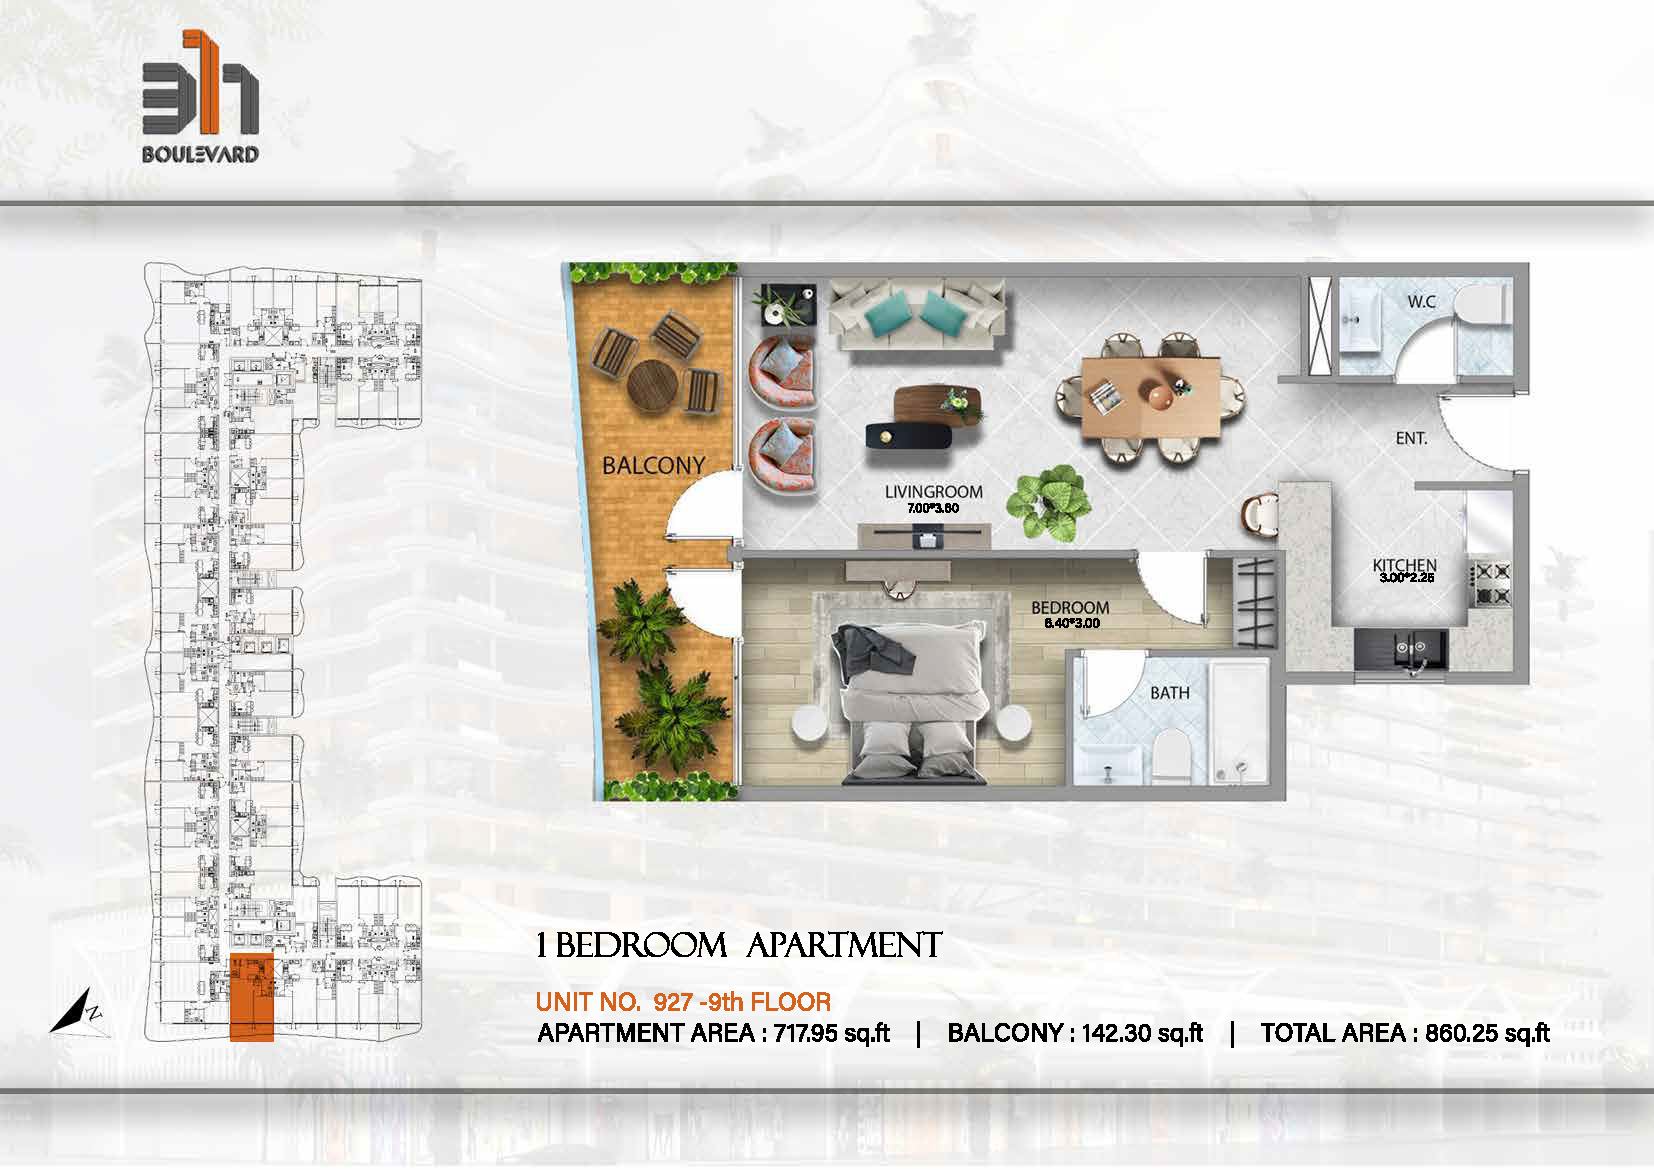 311
BOULEVARD
BALCONY
LIVINGROOM
7.00*3.60
W.C
ENT.
KITCHEN
3.00*2.25
BEDROOM
6.40*3.00
BATH
N
1 BEDROOM APARTMENT
UNIT NO. 927 -9th FLOOR
APARTMENT AREA : 717.95 sq.ft | BALCONY : 142.30 sq.ft | TOTAL AREA : 860.25 sq.ft